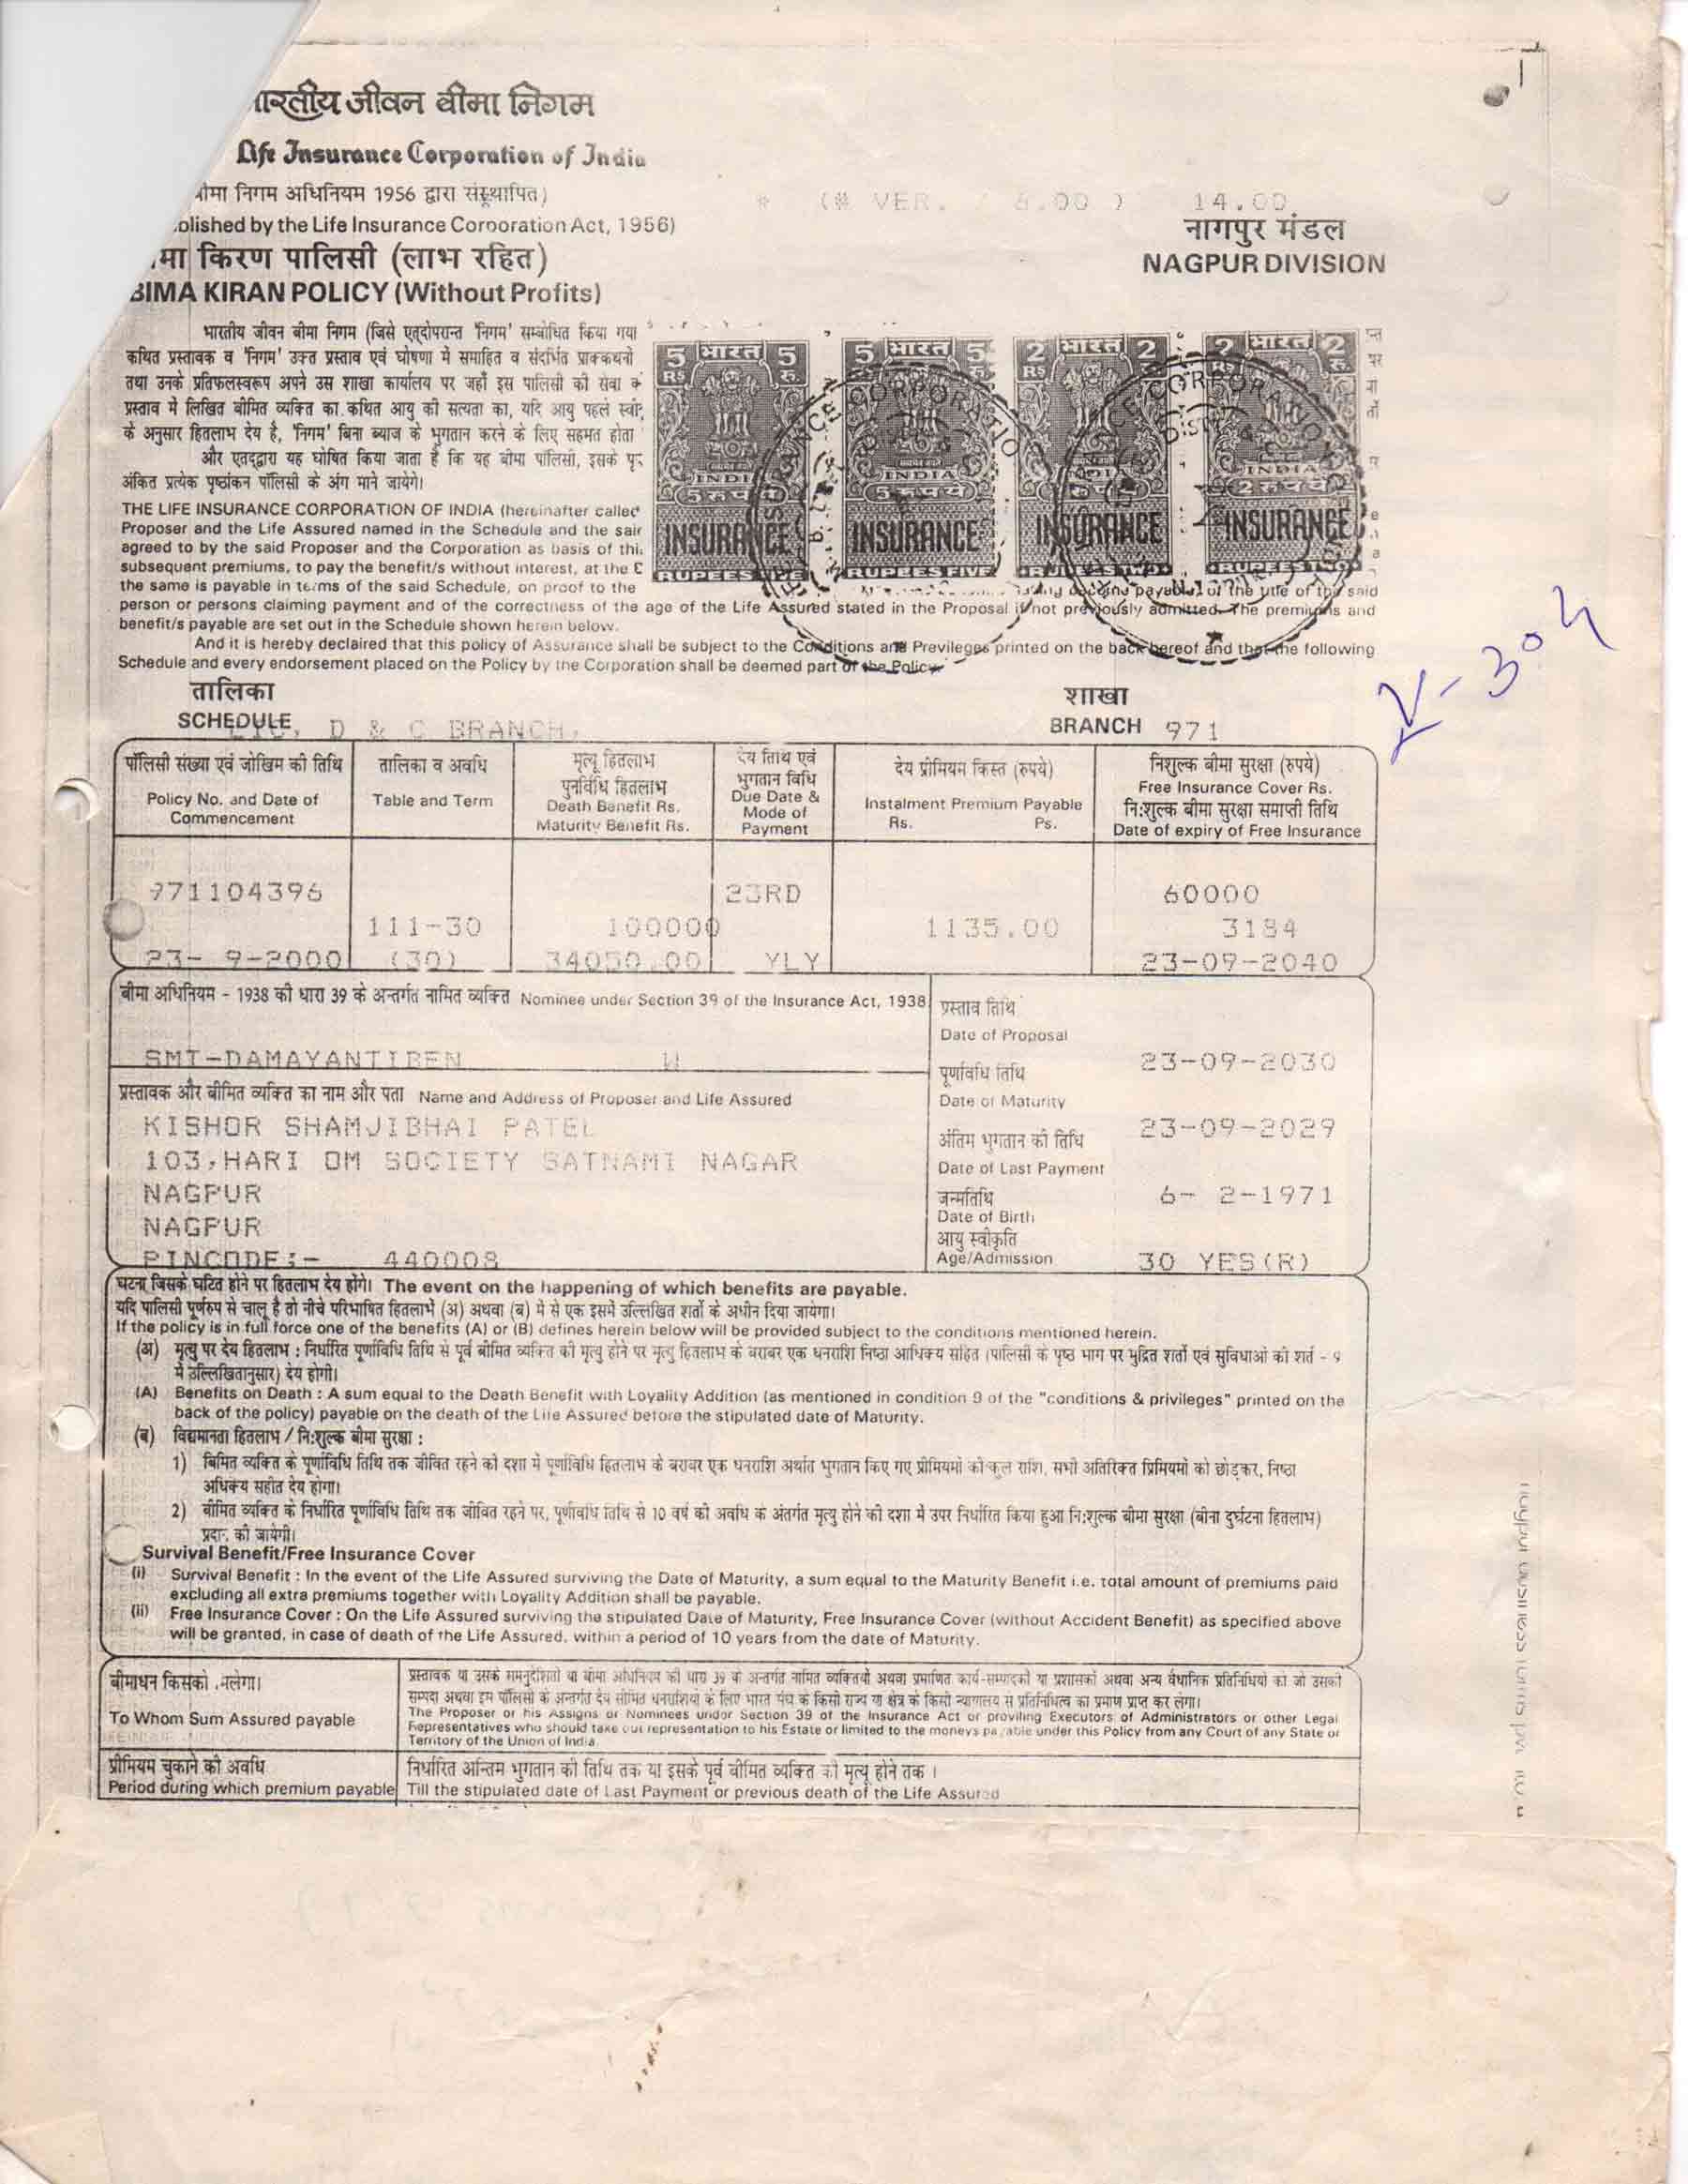 भारतीय जीवन बीमा निगम
Life Insurance Corporation of India
बीमा निगम अधिनियम 1956 द्वारा संस्थापित)
blished by the Life Insurance Corporation Act, 1956)
* (* VER. / 6.00 ) 14.00
नागपुर मंडल
NAGPUR DIVISION
मा किरण पालिसी (लाभ रहित)
BIMA KIRAN POLICY (Without Profits)
भारतीय जीवन बीमा निगम (जिसे एतदोपरान्त 'निगम' सम्बोधित किया गया
कथित प्रस्तावक व 'निगम' उक्त प्रस्ताव एवं घोषणा में समाहित व संदर्भित प्राक्कथनों
तथा उनके प्रतिफलस्वरूप अपने उस शाखा कार्यालय पर जहाँ इस पालिसी की सेवा
प्रस्ताव में लिखित बीमित व्यक्ति का कथित आयु की सत्यता का, यदि आयु पहले
के अनुसार हितलाभ देय है, 'निगम' बिना ब्याज के भुगतान करने के लिए सहमत होता
और एतद्द्वारा यह घोषित किया जाता है कि यह बीमा पॉलिसी, इसके
अंकित प्रत्येक पृष्ठांकन पॉलिसी के अंग माने जायेगे।
5 भारत 5
RS रु.
INDIA
5 रुपये
INSURANCE
RUPEES FIVE
5 भारत 5
INDIA
5 रुपये
INSURANCE
RUPEES FIVE
2 भारत 2
RS रु.
INSURANCE
RUPEES TWO
2 भारत 2
INDIA
2 रुपये
INSURANCE
RUPEES TWO
THE LIFE INSURANCE CORPORATION OF INDIA (hereinafter called
Proposer and the Life Assured named in the Schedule and the
agreed to by the said Proposer and the Corporation as basis of
subsequent premiums, to pay the benefit/s without interest, at the
the same is payable in terms of the said Schedule, on proof to the payable, of the title of the said
person or persons claiming payment and of the correctness of the age of the Life Assured stated in the Proposal if not previously admitted. The premiums and
benefit/s payable are set out in the Schedule shown herein below.
And it is hereby declaired that this policy of Assurance shall be subject to the Conditions and Previleges printed on the back hereof and that the following
Schedule and every endorsement placed on the Policy by the Corporation shall be deemed part of the Policy.
तालिका
SCHEDULE
D & C BRANCH,
शाखा
BRANCH 971
पॉलिसी संख्या एवं जोखिम की तिथि
Policy No. and Date of
Commencement
तालिका व अवधि
Table and Term
मृत्यु हितलाभ
पुनर्विधि हितलाभ
Death Benefit Rs.
Maturity Benefit Rs.
देय तिथि एवं
भुगतान विधि
Due Date &
Mode of
Payment
देय प्रीमियम किस्त (रुपये)
Instalment Premium Payable
Rs. Ps.
निशुल्क बीमा सुरक्षा (रुपये)
Free Insurance Cover Rs.
नि:शुल्क बीमा सुरक्षा समाप्ती तिथि
Date of expiry of Free Insurance
971104396 23RD 60000
111-30 100000 1135.00 3184
23- 9-2000 (30) 34050.00 YLY 23-09-2040
बीमा अधिनियम - 1938 की धारा 39 के अन्तर्गत नामित व्यक्ति Nominee under Section 39 of the Insurance Act, 1938
SMT-DAMAYANTIBEN W
प्रस्तावक और बीमित व्यक्ति का नाम और पता Name and Address of Proposer and Life Assured
KISHOR SHAMJIBHAI PATEL
103,HARI OM SOCIETY SATNAMI NAGAR
NAGPUR
NAGPUR
PINCODE:- 440008
प्रस्ताव तिथि
Date of Proposal
23-09-2030
पूर्णावधि तिथि
Date of Maturity
23-09-2029
अंतिम भुगतान की तिथि
Date of Last Payment
6- 2-1971
जन्मतिथि
Date of Birth
आयु स्वीकृति
Age/Admission 30 YES(R)
घटना जिसके घटित होने पर हितलाभ देय होंगे। The event on the happening of which benefits are payable.
यदि पालिसी पूर्णरुप से चालू है तो नीचे परिभाषित हितलाभें (अ) अथवा (ब) में से एक इसमें उल्लिखित शर्तो के अधीन दिया जायेगा।
If the policy is in full force one of the benefits (A) or (B) defines herein below will be provided subject to the conditions mentioned herein.
(अ) मृत्यु पर देय हितलाभ : निर्धारित पूर्णाविधि तिथि से पूर्व बीमित व्यक्ति की मृत्यु होने पर मृत्यु हितलाभ के बराबर एक धनराशि निष्ठा आधिक्य सहित (पालिसी के पृष्ठ भाग पर मुद्रित शर्तो एवं सुविधाओं की शर्त - ९
में उल्लिखितानुसार) देय होगी।
(A) Benefits on Death : A sum equal to the Death Benefit with Loyality Addition (as mentioned in condition 9 of the "conditions & privileges" printed on the
back of the policy) payable on the death of the Life Assured before the stipulated date of Maturity.
(ब) विद्यमानता हितलाभ / नि:शुल्क बीमा सुरक्षा :
1) बिमित व्यक्ति के पूर्णाविधि तिथि तक जीवित रहने की दशा में पूर्णाविधि हितलाभ के बराबर एक धनराशि अर्थात भुगतान किए गए प्रीमियमों की कुल राशि, सभी अतिरिक्त प्रिमियमों को छोड़कर, निष्ठा
अधिक्य सहीत देय होगा।
2) बीमित व्यक्ति के निर्धारित पूर्णाविधि तिथि तक जीवित रहने पर, पूर्णावधि तिथि से 10 वर्ष की अवधि के अंतर्गत मृत्यु होने की दशा में उपर निर्धारित किया हुआ नि:शुल्क बीमा सुरक्षा (बीना दुर्घटना हितलाभ)
प्रदान की जायेगी।
Survival Benefit/Free Insurance Cover
(i) Survival Benefit : In the event of the Life Assured surviving the Date of Maturity, a sum equal to the Maturity Benefit i.e. total amount of premiums paid
excluding all extra premiums together with Loyality Addition shall be payable.
(ii) Free Insurance Cover : On the Life Assured surviving the stipulated Date of Maturity, Free Insurance Cover (without Accident Benefit) as specified above
will be granted, in case of death of the Life Assured, within a period of 10 years from the date of Maturity.
बीमाधन किसको मिलेगा।
To Whom Sum Assured payable
प्रस्तावक या उसके समनुदेशितो या बीमा अधिनियम की धारा 39 के अन्तर्गत नामित व्यक्तियों अथवा प्रमाणित कार्य-सम्पादकों या प्रशासकों अथवा अन्य वैधानिक प्रतिनिधियों को जो उसकी
सम्पदा अथवा इस पॉलिसी के अन्तर्गत देय सीमित धनराशियों के लिए भारत संघ के किसी राज्य या क्षेत्र के किसी न्यायालय से प्रतिनिधित्व का प्रमाण प्राप्त कर लेगा।
The Proposer or his Assigns or Nominees under Section 39 of the Insurance Act or proviling Executors of Administrators or other Legal
Representatives who should take out representation to his Estate or limited to the moneys payable under this Policy from any Court of any State or
Territory of the Union of India.
प्रीमियम चुकाने की अवधि
Period during which premium payable
निर्धारित अन्तिम भुगतान की तिथि तक या इसके पूर्व बीमित व्यक्ति की मृत्यु होने तक।
Till the stipulated date of Last Payment or previous death of the Life Assured